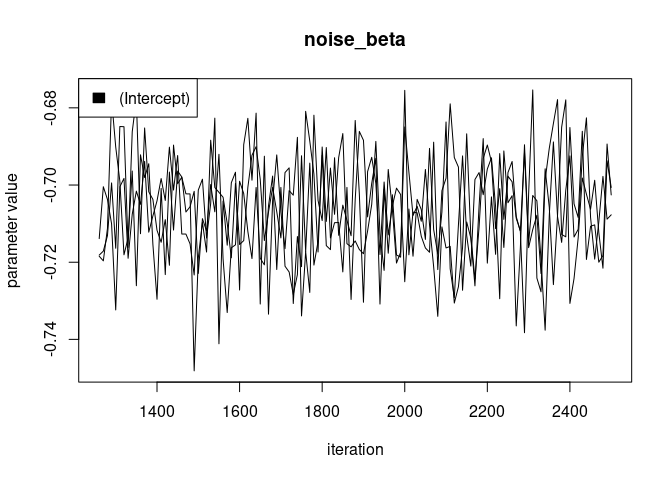 noise_beta
(Intercept)
parameter value
-0.68
-0.70
-0.72
-0.74
1400 1600 1800 2000 2200 2400
iteration